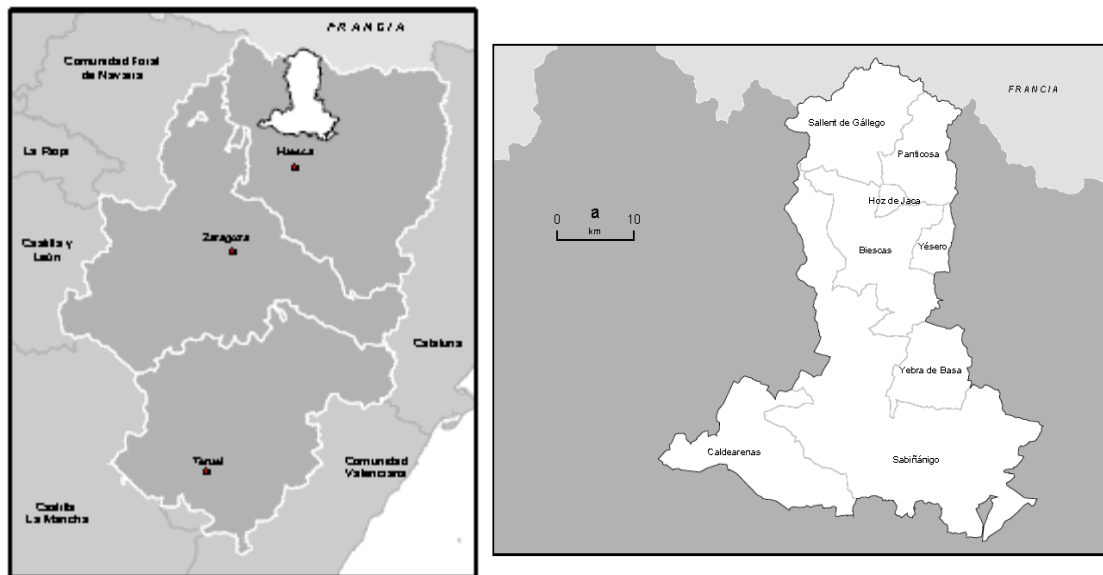 FRANCIA
Comunidad Foral
de Navarra
La Rioja
Huesca
Castilla y
León
Zaragoza
Cataluna
Teruel
Comunidad
Valenciana
Castilla
La Mancha
FRANCIA
Sallent de Gállego
Panticosa
Hoz de Jaca
0 a 10
km
Biescas
Yésero
Yebra de Basa
Caldearenas
Sabiñánigo